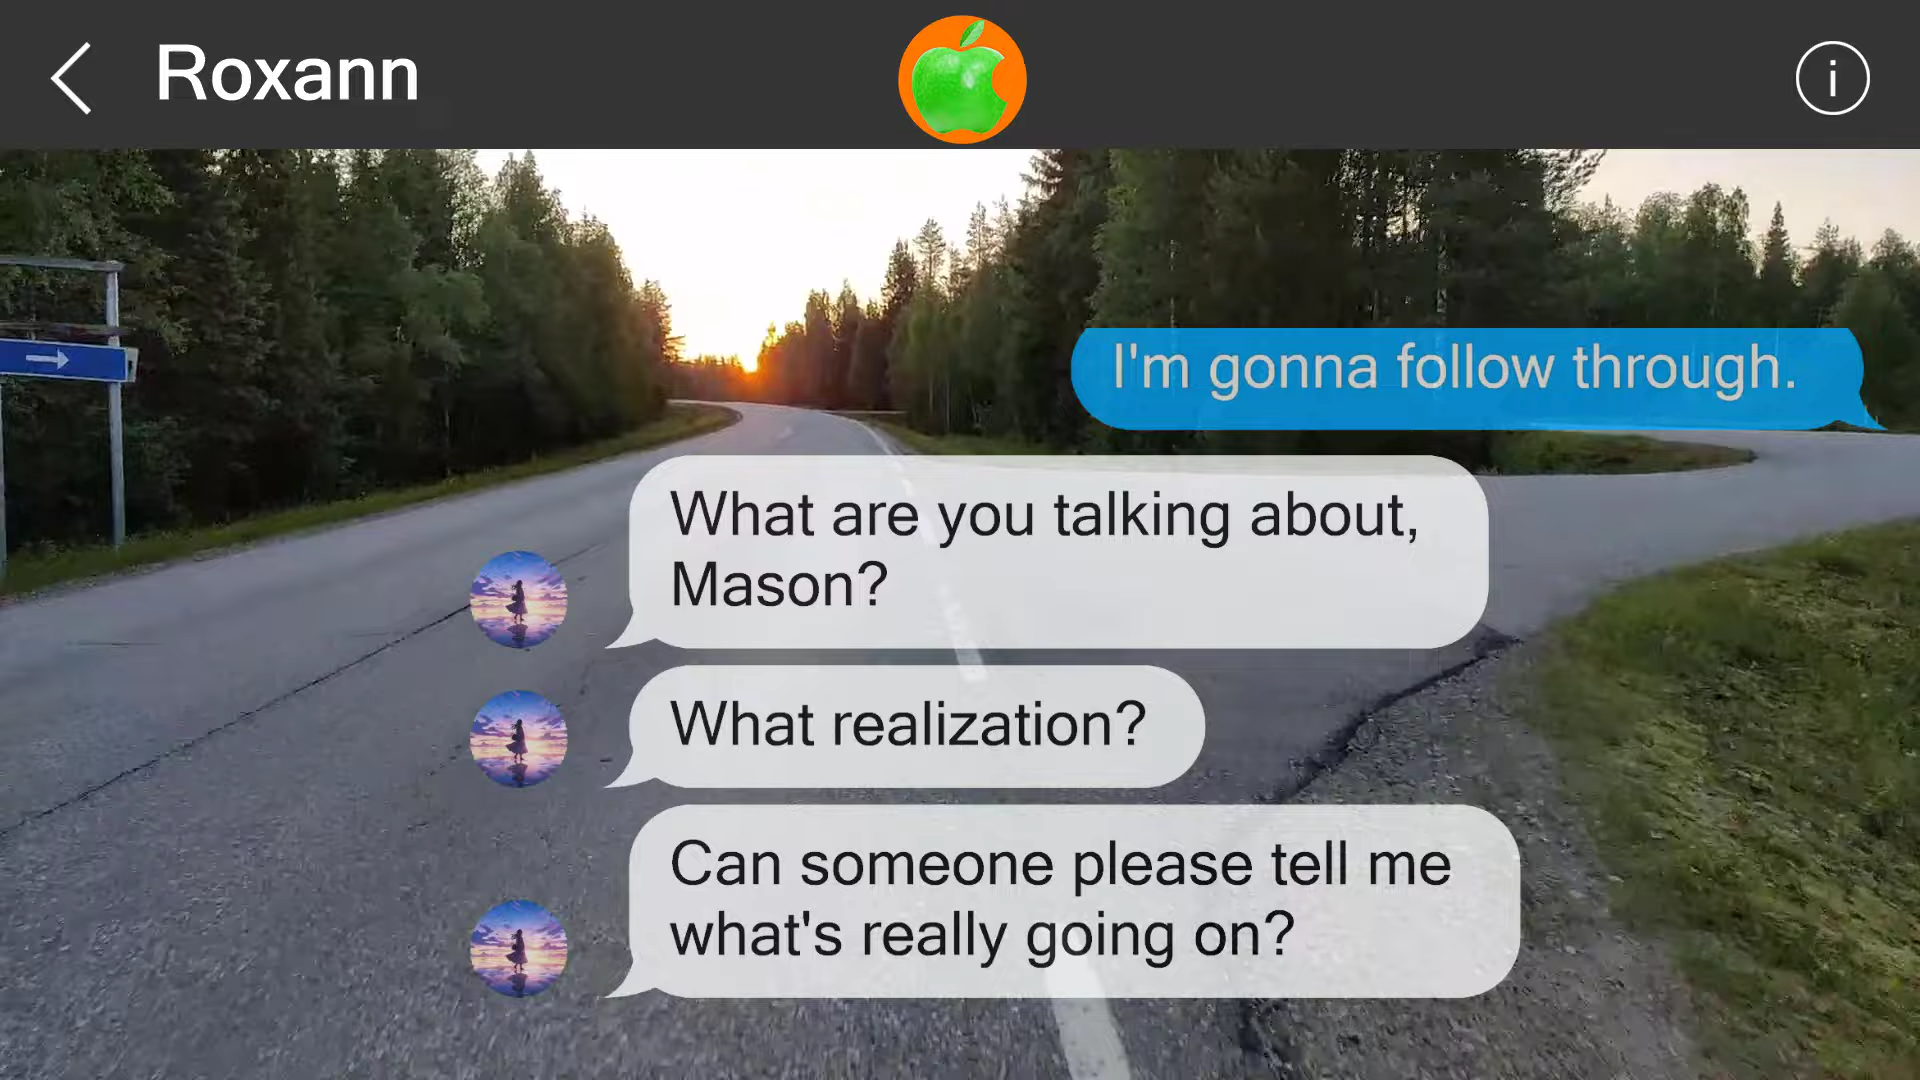 Roxann
i
I'm gonna follow through.
What are you talking about,
Mason?
What realization?
Can someone please tell me
what's really going on?